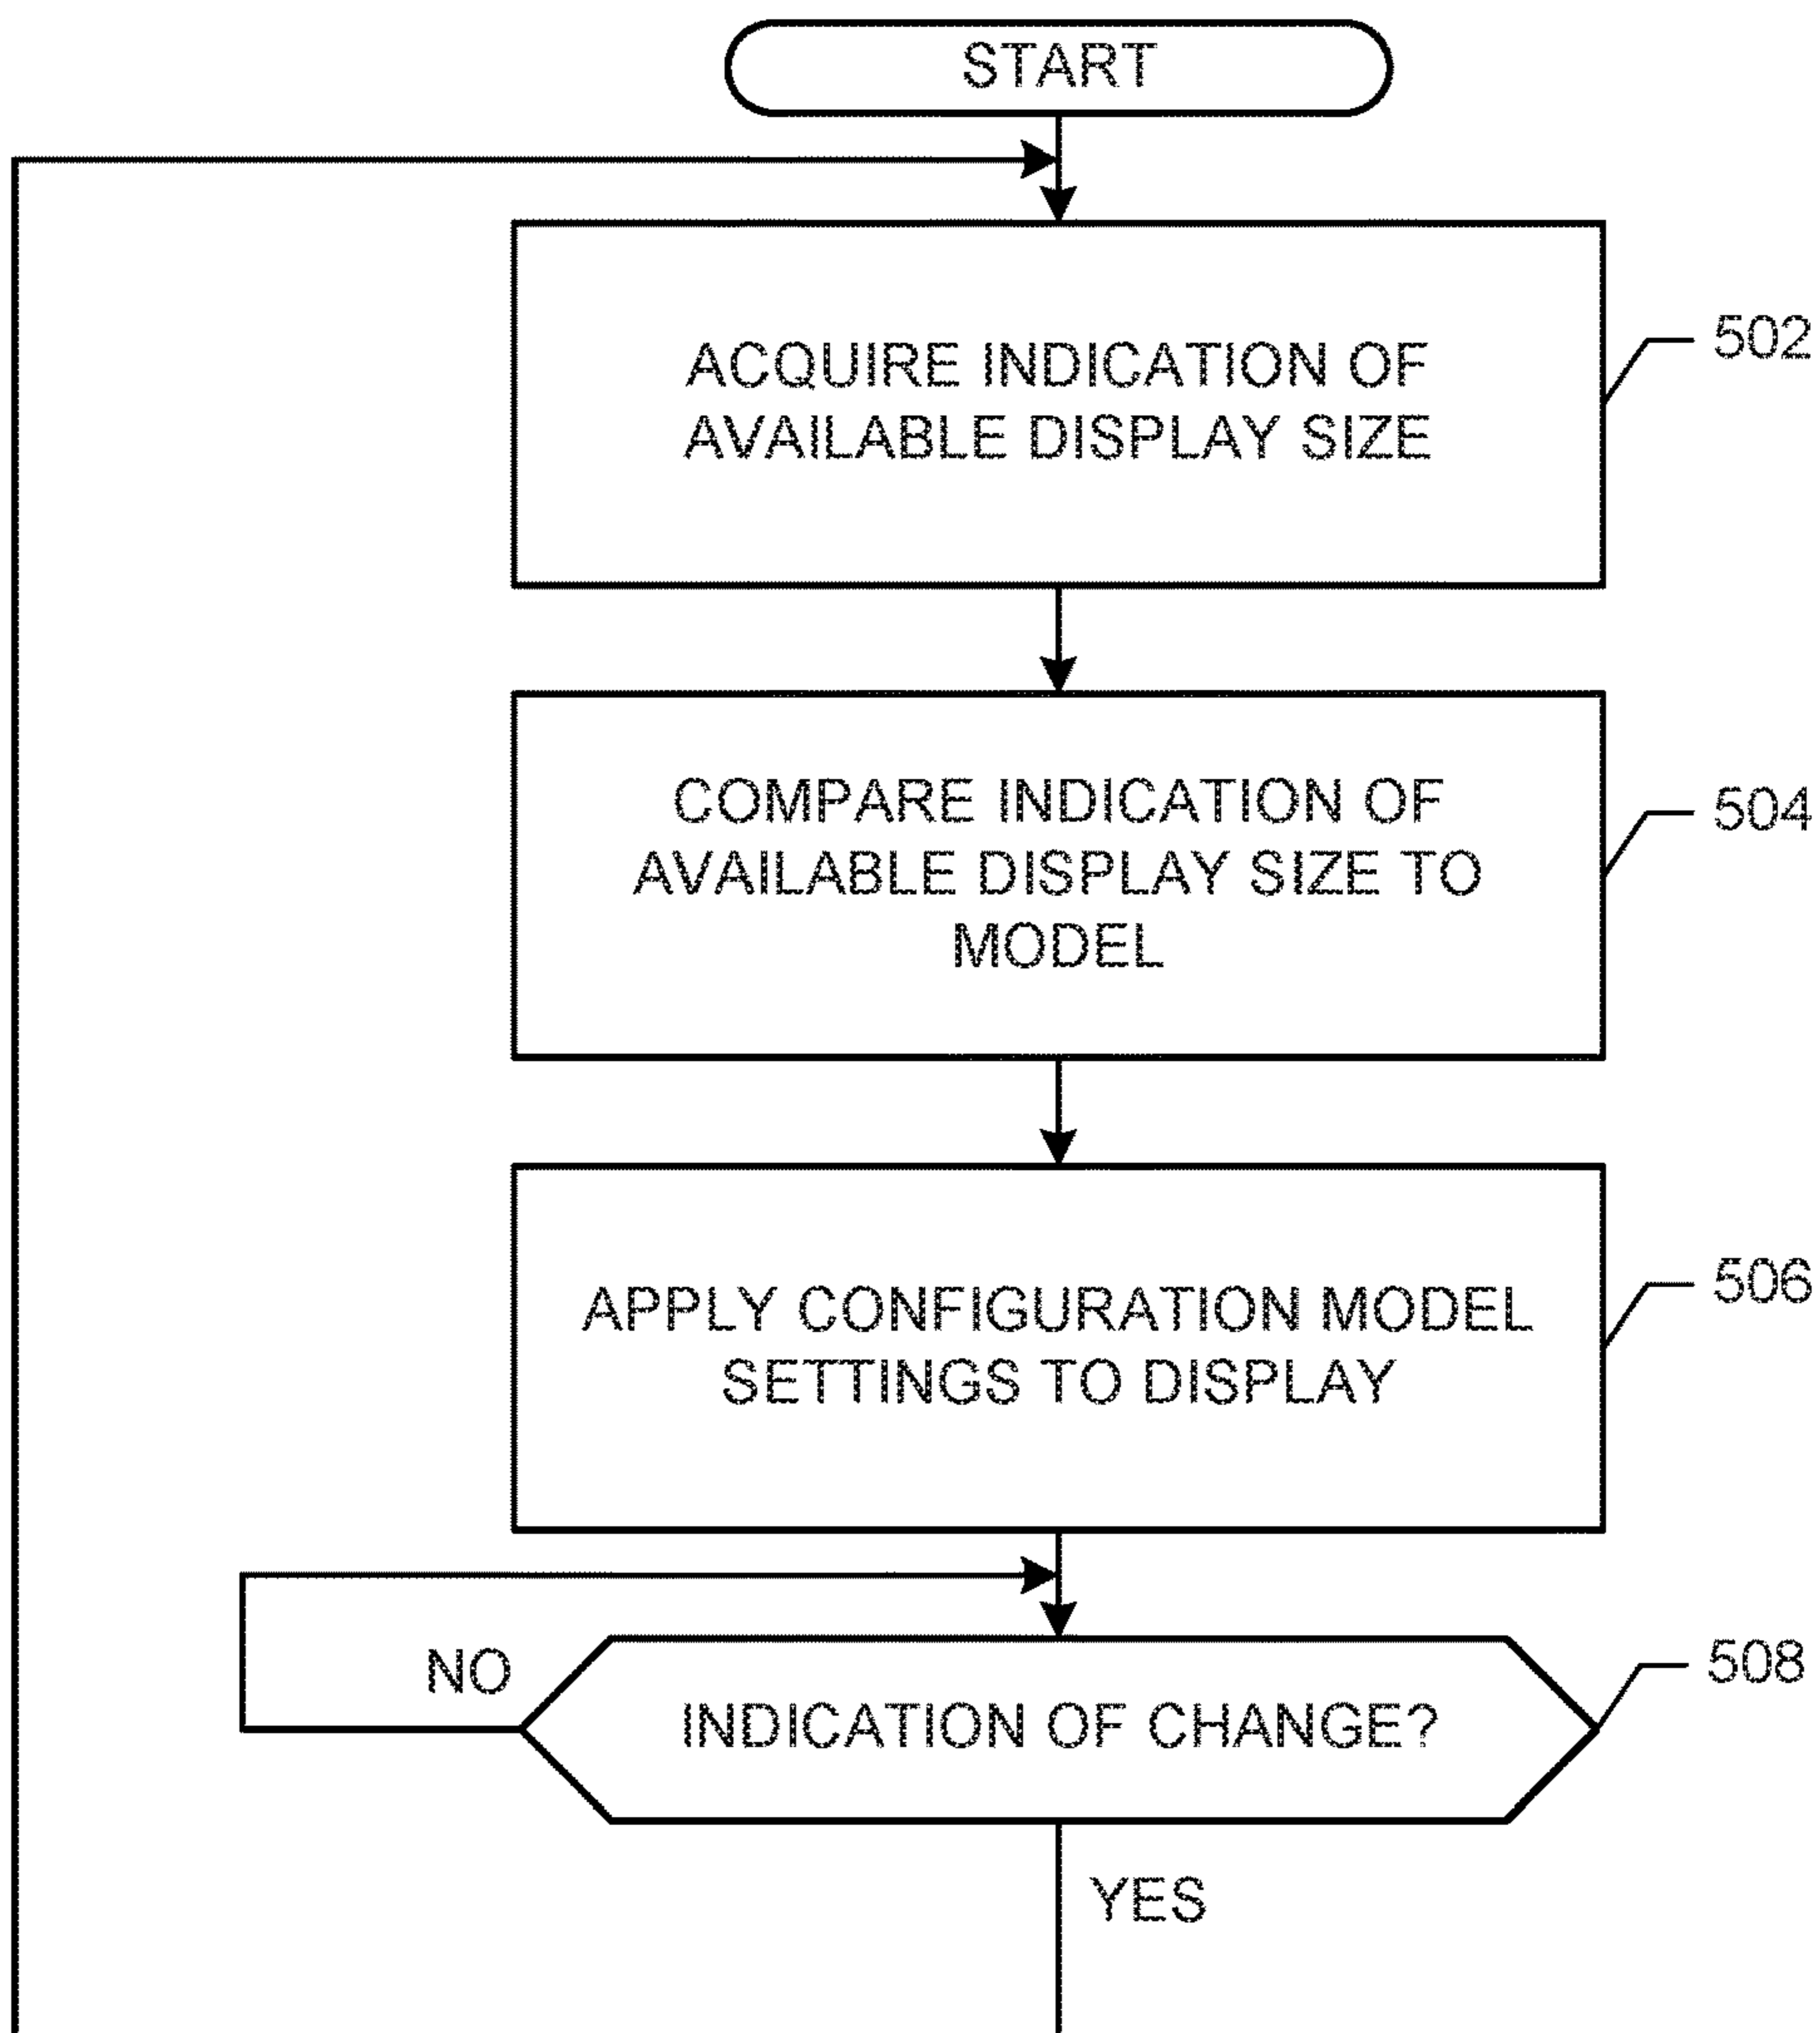 START
ACQUIRE INDICATION OF
AVAILABLE DISPLAY SIZE
502
COMPARE INDICATION OF
AVAILABLE DISPLAY SIZE TO
MODEL
504
APPLY CONFIGURATION MODEL
SETTINGS TO DISPLAY
506
NO
INDICATION OF CHANGE?
508
YES